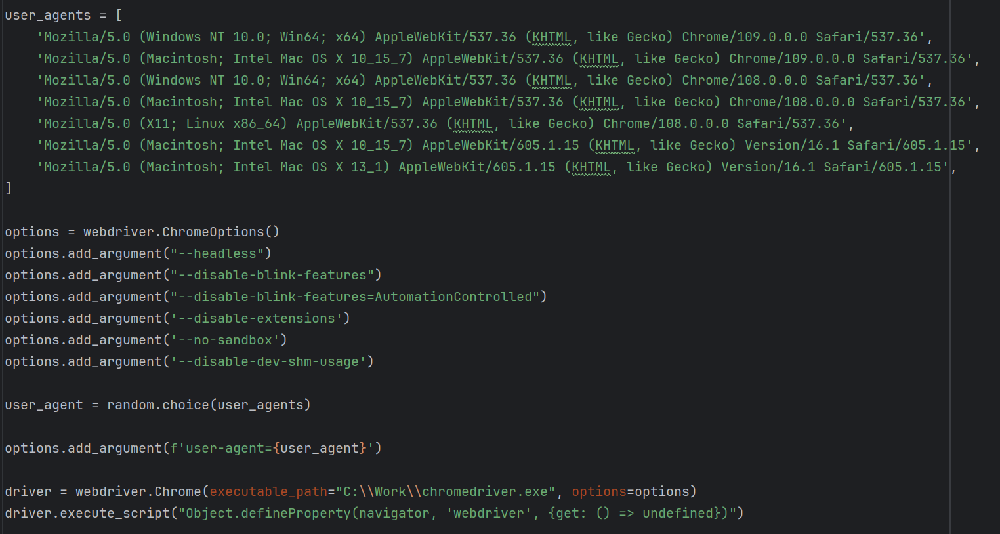 user_agents = [
    'Mozilla/5.0 (Windows NT 10.0; Win64; x64) AppleWebKit/537.36 (KHTML, like Gecko) Chrome/109.0.0.0 Safari/537.36',
    'Mozilla/5.0 (Macintosh; Intel Mac OS X 10_15_7) AppleWebKit/537.36 (KHTML, like Gecko) Chrome/109.0.0.0 Safari/537.36',
    'Mozilla/5.0 (Windows NT 10.0; Win64; x64) AppleWebKit/537.36 (KHTML, like Gecko) Chrome/108.0.0.0 Safari/537.36',
    'Mozilla/5.0 (Macintosh; Intel Mac OS X 10_15_7) AppleWebKit/537.36 (KHTML, like Gecko) Chrome/108.0.0.0 Safari/537.36',
    'Mozilla/5.0 (X11; Linux x86_64) AppleWebKit/537.36 (KHTML, like Gecko) Chrome/108.0.0.0 Safari/537.36',
    'Mozilla/5.0 (Macintosh; Intel Mac OS X 10_15_7) AppleWebKit/605.1.15 (KHTML, like Gecko) Version/16.1 Safari/605.1.15',
    'Mozilla/5.0 (Macintosh; Intel Mac OS X 13_1) AppleWebKit/605.1.15 (KHTML, like Gecko) Version/16.1 Safari/605.1.15',
]

options = webdriver.ChromeOptions()
options.add_argument("--headless")
options.add_argument("--disable-blink-features")
options.add_argument("--disable-blink-features=AutomationControlled")
options.add_argument('--disable-extensions')
options.add_argument('--no-sandbox')
options.add_argument('--disable-dev-shm-usage')

user_agent = random.choice(user_agents)

options.add_argument(f'user-agent={user_agent}')

driver = webdriver.Chrome(executable_path="C:\\Work\\chromedriver.exe", options=options)
driver.execute_script("Object.defineProperty(navigator, 'webdriver', {get: () => undefined})")